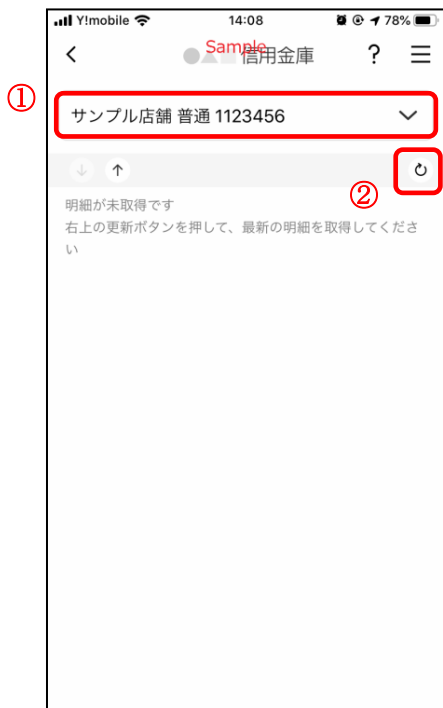 Y!mobile 14:08 78%
Sample
信用金庫 ?
①
サンプル店舗 普通 1123456
②
明細が未取得です
右上の更新ボタンを押して、最新の明細を取得してくださ
い